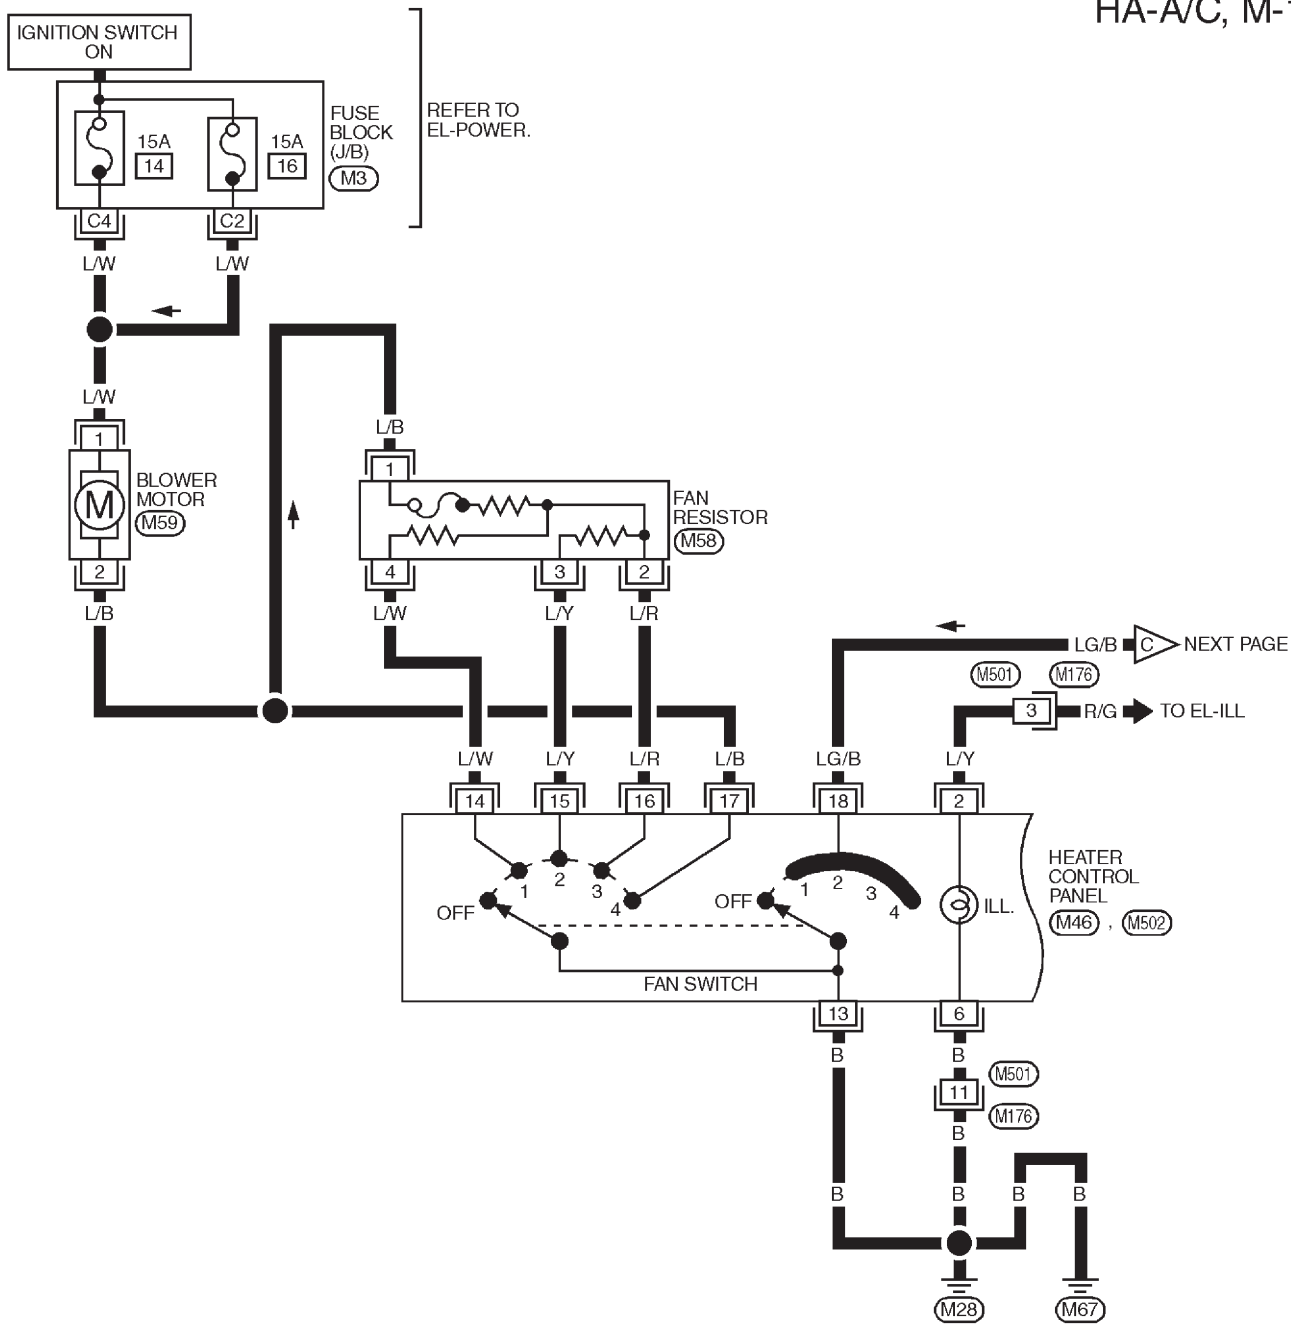 HA-A/C, M-
IGNITION SWITCH
ON
FUSE
BLOCK
(J/B)
M3
REFER TO
EL-POWER.
15A
14
15A
16
C4
C2
L/W
L/W
L/W
1
BLOWER
MOTOR
M59
M
2
L/B
L/B
1
FAN
RESISTOR
M58
4
3
2
L/W
L/Y
L/R
LG/B
C
NEXT PAGE
M501
M176
3
R/G
TO EL-ILL
L/W
L/Y
L/R
L/B
LG/B
L/Y
14
15
16
17
18
2
OFF
1
2
3
4
OFF
1
2
3
4
ILL.
HEATER
CONTROL
PANEL
M46 , M502
FAN SWITCH
13
6
B
B
M501
11
M176
B
B
B
B
B
M28
M67